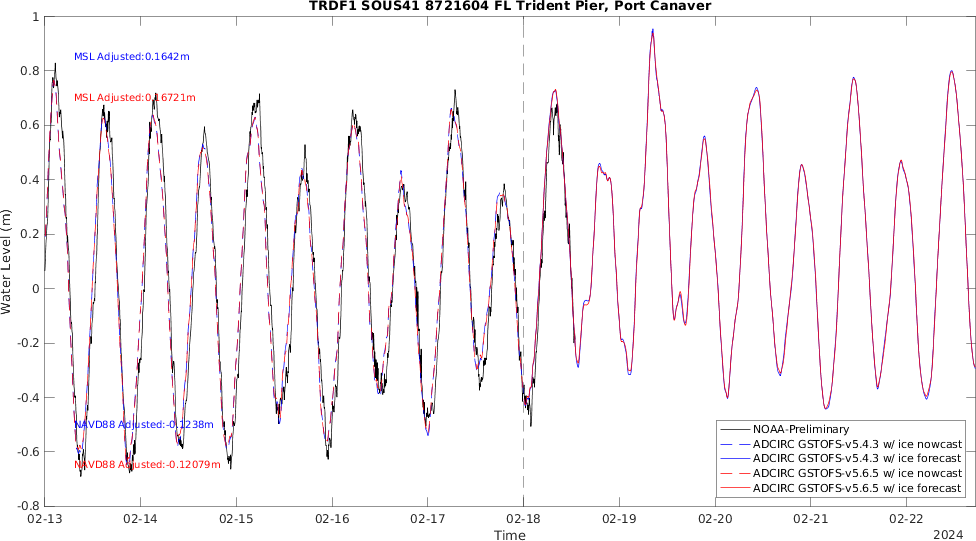 TRDF1 SOUS41 8721604 FL Trident Pier, Port Canaver
1
0.8
0.6
0.4
0.2
0
-0.2
-0.4
-0.6
-0.8
Water Level (m)
MSL Adjusted:0.1642m
MSL Adjusted:0.16721m
NAVD88 Adjusted:-0.1238m
NAVD88 Adjusted:-0.12079m
NOAA-Preliminary
ADCIRC GSTOFS-v5.4.3 w/ ice nowcast
ADCIRC GSTOFS-v5.4.3 w/ ice forecast
ADCIRC GSTOFS-v5.6.5 w/ ice nowcast
ADCIRC GSTOFS-v5.6.5 w/ ice forecast
02-13 02-14 02-15 02-16 02-17 02-18 02-19 02-20 02-21 02-22
Time
2024